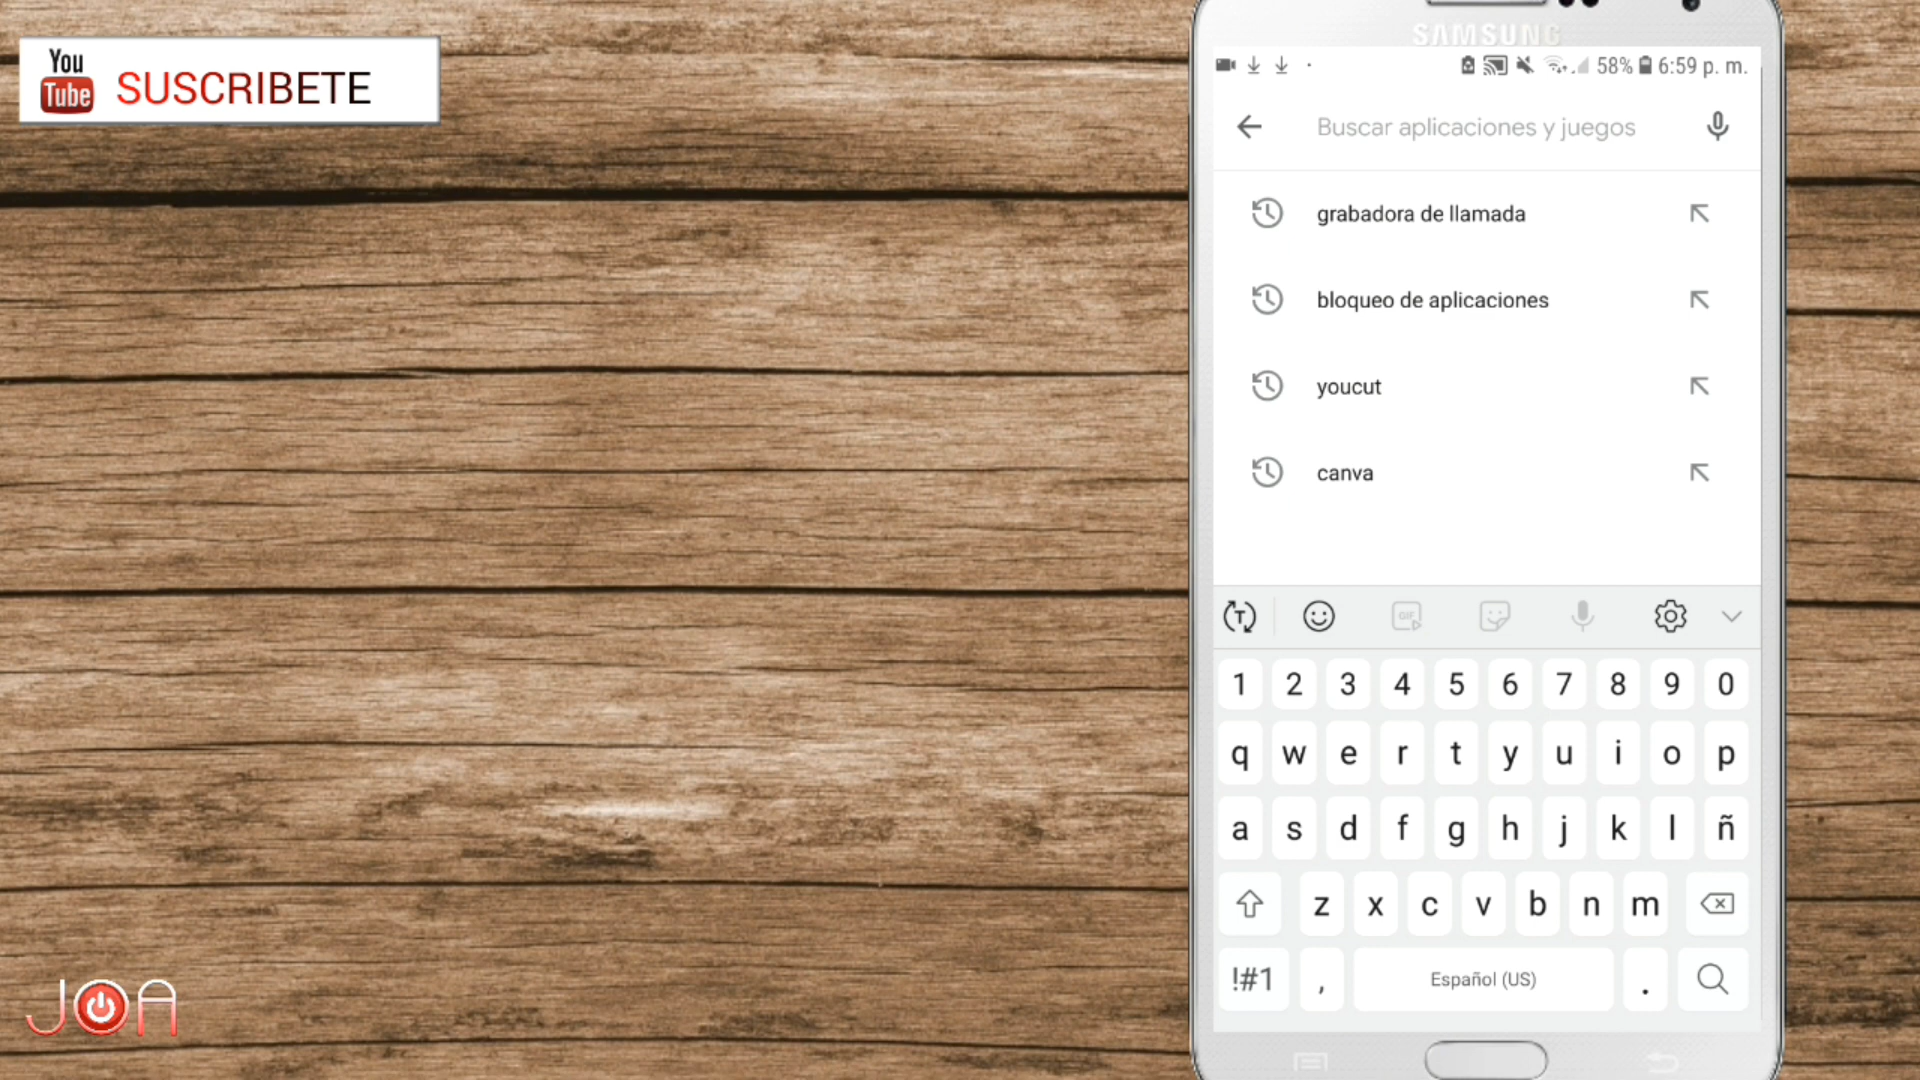 You
Tube
SUSCRIBETE
SAMSUNG
58% 6:59 p. m.
Buscar aplicaciones y juegos
grabadora de llamada
bloqueo de aplicaciones
youcut
canva
T GIF
1 2 3 4 5 6 7 8 9 0
q w e r t y u i o p
a s d f g h j k l ñ
z x c v b n m
!#1 , Español (US) .
JOA